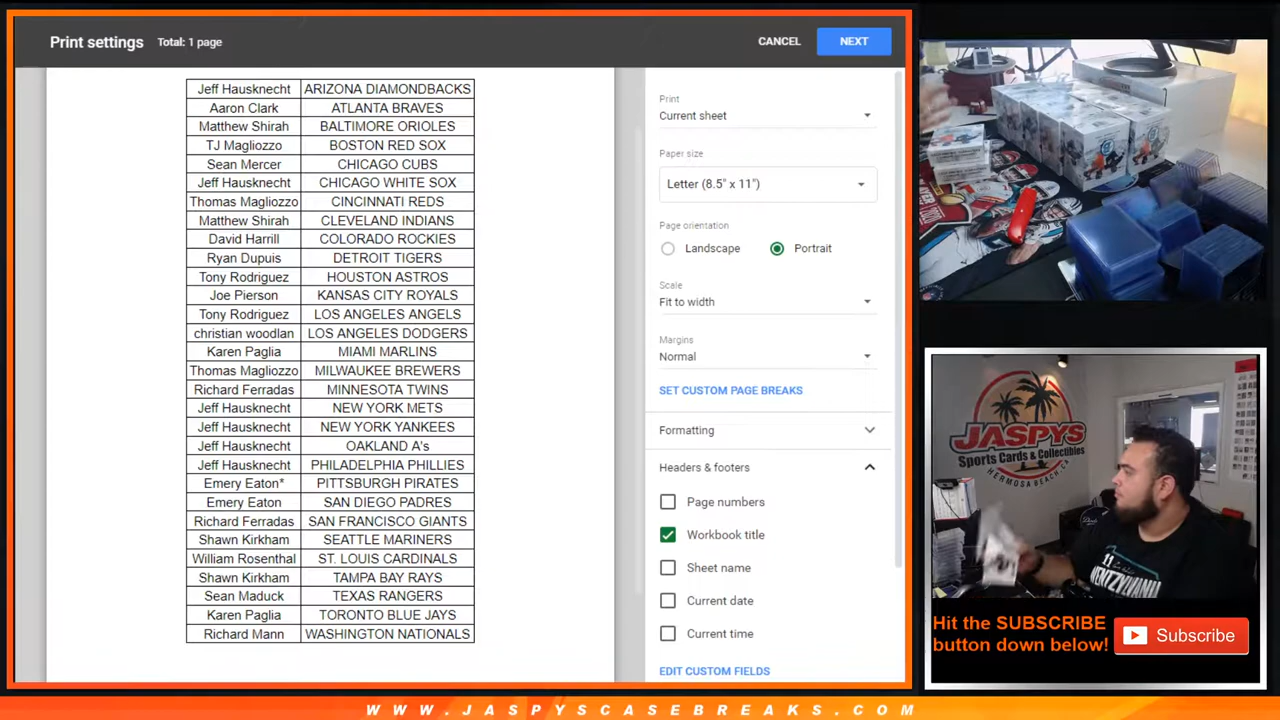 Print settings Total: 1 page CANCEL NEXT
Jeff Hausknecht ARIZONA DIAMONDBACKS
Aaron Clark ATLANTA BRAVES
Matthew Shirah BALTIMORE ORIOLES
TJ Magliozzo BOSTON RED SOX
Sean Mercer CHICAGO CUBS
Jeff Hausknecht CHICAGO WHITE SOX
Thomas Magliozzo CINCINNATI REDS
Matthew Shirah CLEVELAND INDIANS
David Harrill COLORADO ROCKIES
Ryan Dupuis DETROIT TIGERS
Tony Rodriguez HOUSTON ASTROS
Joe Pierson KANSAS CITY ROYALS
Tony Rodriguez LOS ANGELES ANGELS
christian woodlan LOS ANGELES DODGERS
Karen Paglia MIAMI MARLINS
Thomas Magliozzo MILWAUKEE BREWERS
Richard Ferradas MINNESOTA TWINS
Jeff Hausknecht NEW YORK METS
Jeff Hausknecht NEW YORK YANKEES
Jeff Hausknecht OAKLAND A's
Jeff Hausknecht PHILADELPHIA PHILLIES
Emery Eaton* PITTSBURGH PIRATES
Emery Eaton SAN DIEGO PADRES
Richard Ferradas SAN FRANCISCO GIANTS
Shawn Kirkham SEATTLE MARINERS
William Rosenthal ST. LOUIS CARDINALS
Shawn Kirkham TAMPA BAY RAYS
Sean Maduck TEXAS RANGERS
Karen Paglia TORONTO BLUE JAYS
Richard Mann WASHINGTON NATIONALS
Print
Current sheet
Paper size
Letter (8.5" x 11")
Page orientation
Landscape Portrait
Scale
Fit to width
Margins
Normal
SET CUSTOM PAGE BREAKS
Formatting
Headers & footers
Page numbers
Workbook title
Sheet name
Current date
Current time
EDIT CUSTOM FIELDS
JASPYS
Sports Cards & Collectibles
HERMOSA BEACH, CA
11
Hit the SUBSCRIBE
button down below!
Subscribe
WWW.JASPYSCASEBREAKS.COM